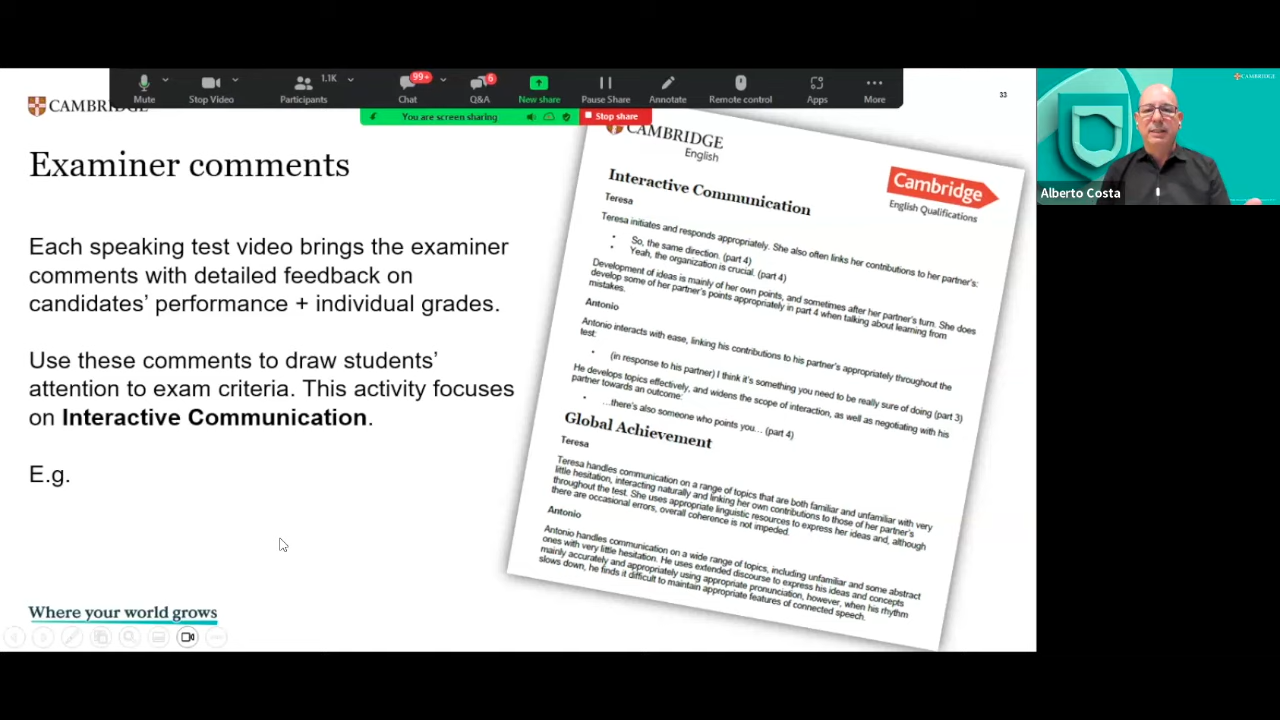 Mute
Stop Video
1.1K
Participants
99+
Chat
6
Q&A
New share
Pause Share
Annotate
Remote control
Apps
More
You are screen sharing
Stop share
33
CAMBRIDGE
Examiner comments
Each speaking test video brings the examiner
comments with detailed feedback on
candidates' performance + individual grades.
Use these comments to draw students'
attention to exam criteria. This activity focuses
on Interactive Communication.
E.g.
Where your world grows
CAMBRIDGE
English
Cambridge
English Qualifications
Interactive Communication
Teresa
Teresa initiates and responds appropriately. She also often links her contributions to her partner's:
• So, the same direction. (part 4)
• Yeah, the organization is crucial. (part 4)
Development of ideas is mainly of her own points, and sometimes after her partner's turn. She does
develop some of her partner's points appropriately in part 4 when talking about learning from
mistakes.
Antonio
Antonio interacts with ease, linking his contributions to his partner's appropriately throughout the
test:
• (in response to his partner) I think it's something you need to be really sure of doing (part 3)
He develops topics effectively, and widens the scope of interaction, as well as negotiating with his
partner towards an outcome:
• …there's also someone who points you… (part 4)
Global Achievement
Teresa
Teresa handles communication on a range of topics that are both familiar and unfamiliar with very
little hesitation, interacting naturally and linking her own contributions to those of her partner's
throughout the test. She uses appropriate linguistic resources to express her ideas and, although
there are occasional errors, overall coherence is not impeded.
Antonio
Antonio handles communication on a wide range of topics, including unfamiliar and some abstract
ones with very little hesitation. He uses extended discourse to express his ideas and concepts
mainly accurately and appropriately using appropriate pronunciation, however, when his rhythm
slows down, he finds it difficult to maintain appropriate features of connected speech.
CAMBRIDGE
Alberto Costa